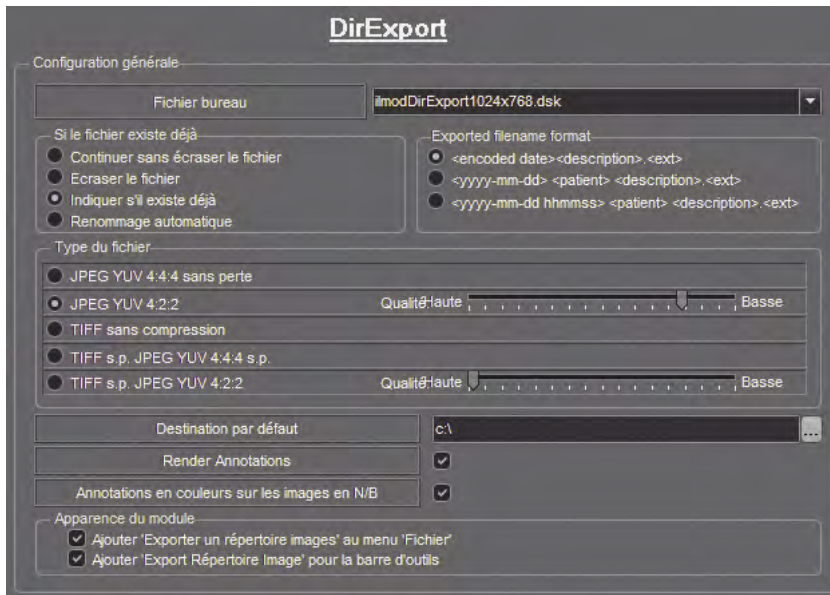 DirExport
Configuration générale
Fichier bureau
ilmodDirExport1024x768.dsk
Si le fichier existe déjà
Continuer sans écraser le fichier
Ecraser le fichier
Indiquer s'il existe déjà
Renommage automatique
Exported filename format
<encoded date><description>.<ext>
<yyyy-mm-dd> <patient> <description>.<ext>
<yyyy-mm-dd hhmmss> <patient> <description>.<ext>
Type du fichier
JPEG YUV 4:4:4 sans perte
JPEG YUV 4:2:2 Qualité Haute Basse
TIFF sans compression
TIFF s.p. JPEG YUV 4:4:4 s.p.
TIFF s.p. JPEG YUV 4:2:2 Qualité Haute Basse
Destination par défaut c:\ ...
Render Annotations
Annotations en couleurs sur les images en N/B
Apparence du module
Ajouter 'Exporter un répertoire images' au menu 'Fichier'
Ajouter 'Export Répertoire Image' pour la barre d'outils